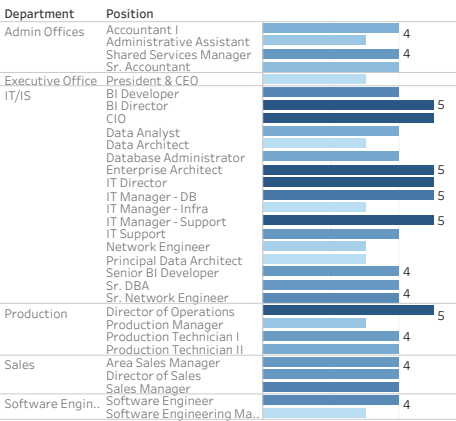 Department Position
Admin Offices Accountant I 4
Administrative Assistant
Shared Services Manager 4
Sr. Accountant
Executive Office President & CEO
IT/IS BI Developer
BI Director 5
CIO
Data Analyst
Data Architect
Database Administrator
Enterprise Architect 5
IT Director
IT Manager - DB 5
IT Manager - Infra
IT Manager - Support 5
IT Support
Network Engineer
Principal Data Architect
Senior BI Developer 4
Sr. DBA
Sr. Network Engineer 4
Production Director of Operations 5
Production Manager
Production Technician I 4
Production Technician II
Sales Area Sales Manager 4
Director of Sales
Sales Manager
Software Engin.. Software Engineer 4
Software Engineering Ma..